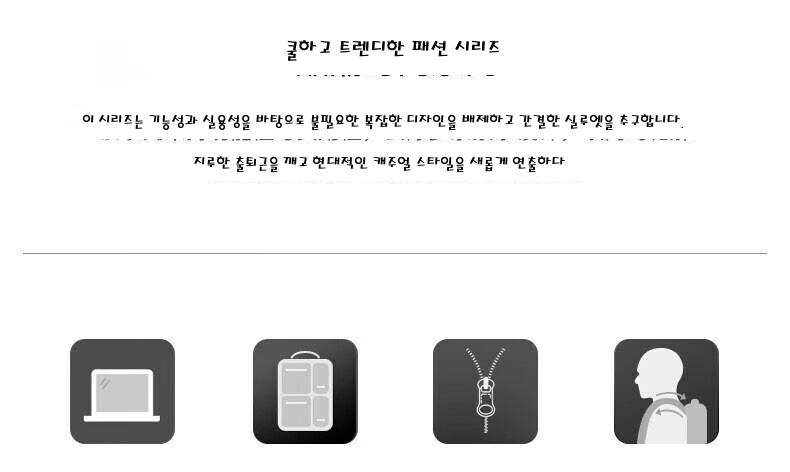 쿨하고 트렌디한 패션 시리즈
이 시리즈는 기능성과 실용성을 바탕으로 불필요한 복잡한 디자인을 배제하고 간결한 실루엣을 추구합니다.
지루한 출퇴근을 깨고 현대적인 캐주얼 스타일을 새롭게 연출하다